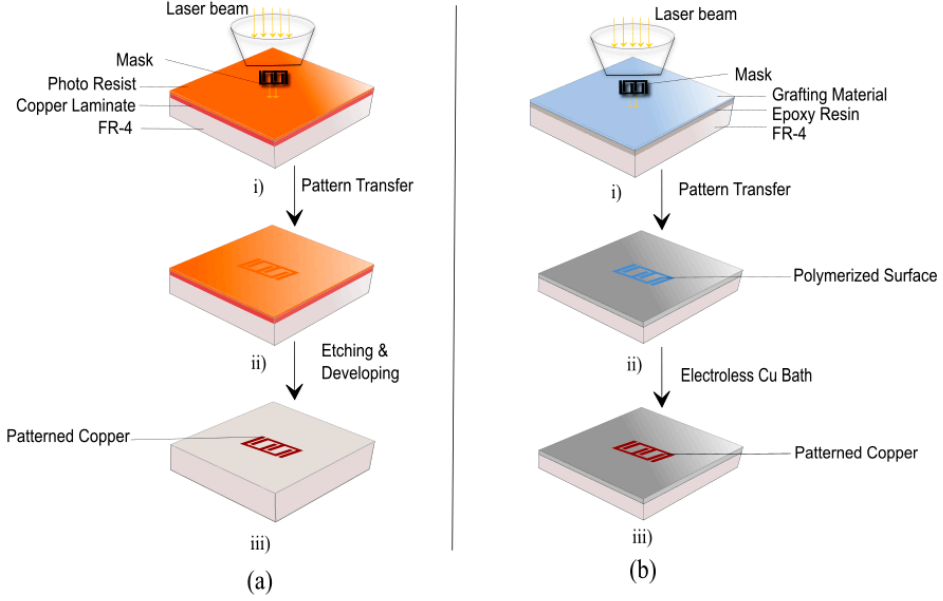 Laser beam
Mask
Photo Resist
Copper Laminate
FR-4
i)
Pattern Transfer
ii)
Etching &
Developing
Patterned Copper
iii)
(a)
Laser beam
Mask
Grafting Material
Epoxy Resin
FR-4
i)
Pattern Transfer
Polymerized Surface
ii)
Electroless Cu Bath
Patterned Copper
iii)
(b)